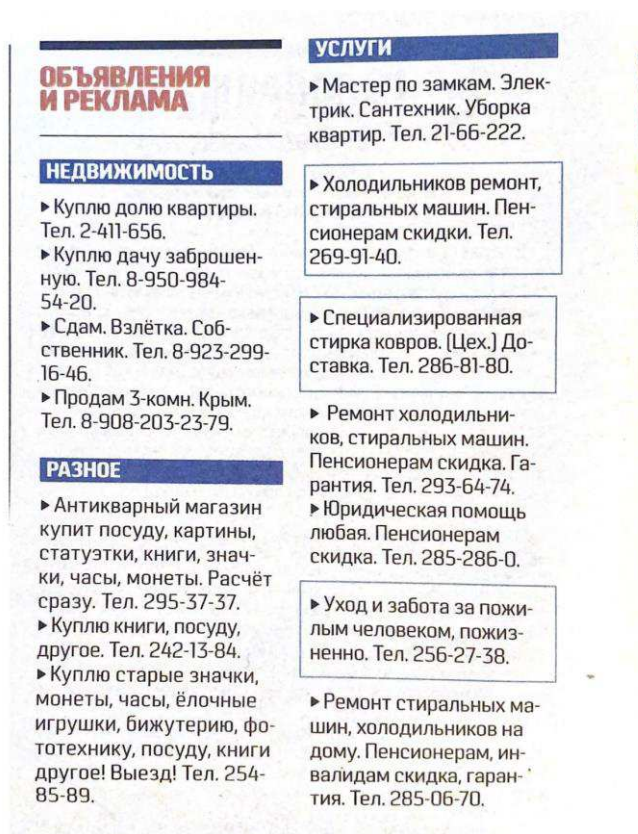 ОБЪЯВЛЕНИЯ
И РЕКЛАМА
НЕДВИЖИМОСТЬ
▸ Куплю долю квартиры.
Тел. 2-411-656.
▸ Куплю дачу заброшен-
ную. Тел. 8-950-984-
54-20.
▸ Сдам. Взлётка. Соб-
ственник. Тел. 8-923-299-
16-46.
▸ Продам 3-комн. Крым.
Тел. 8-908-203-23-79.
РАЗНОЕ
▸ Антикварный магазин
купит посуду, картины,
статуэтки, книги, знач-
ки, часы, монеты. Расчёт
сразу. Тел. 295-37-37.
▸ Куплю книги, посуду,
другое. Тел. 242-13-84.
▸ Куплю старые значки,
монеты, часы, ёлочные
игрушки, бижутерию, фо-
тотехнику, посуду, книги
другое! Выезд! Тел. 254-
85-89.
УСЛУГИ
▸ Мастер по замкам. Элек-
трик. Сантехник. Уборка
квартир. Тел. 21-66-222.
▸ Холодильников ремонт,
стиральных машин. Пен-
сионерам скидки. Тел.
269-91-40.
▸ Специализированная
стирка ковров. (Цех.) До-
ставка. Тел. 286-81-80.
▸ Ремонт холодильни-
ков, стиральных машин.
Пенсионерам скидка. Га-
рантия. Тел. 293-64-74.
▸ Юридическая помощь
любая. Пенсионерам
скидка. Тел. 285-286-0.
▸ Уход и забота за пожи-
лым человеком, пожиз-
ненно. Тел. 256-27-38.
▸ Ремонт стиральных ма-
шин, холодильников на
дому. Пенсионерам, ин-
валидам скидка, гаран-
тия. Тел. 285-06-70.